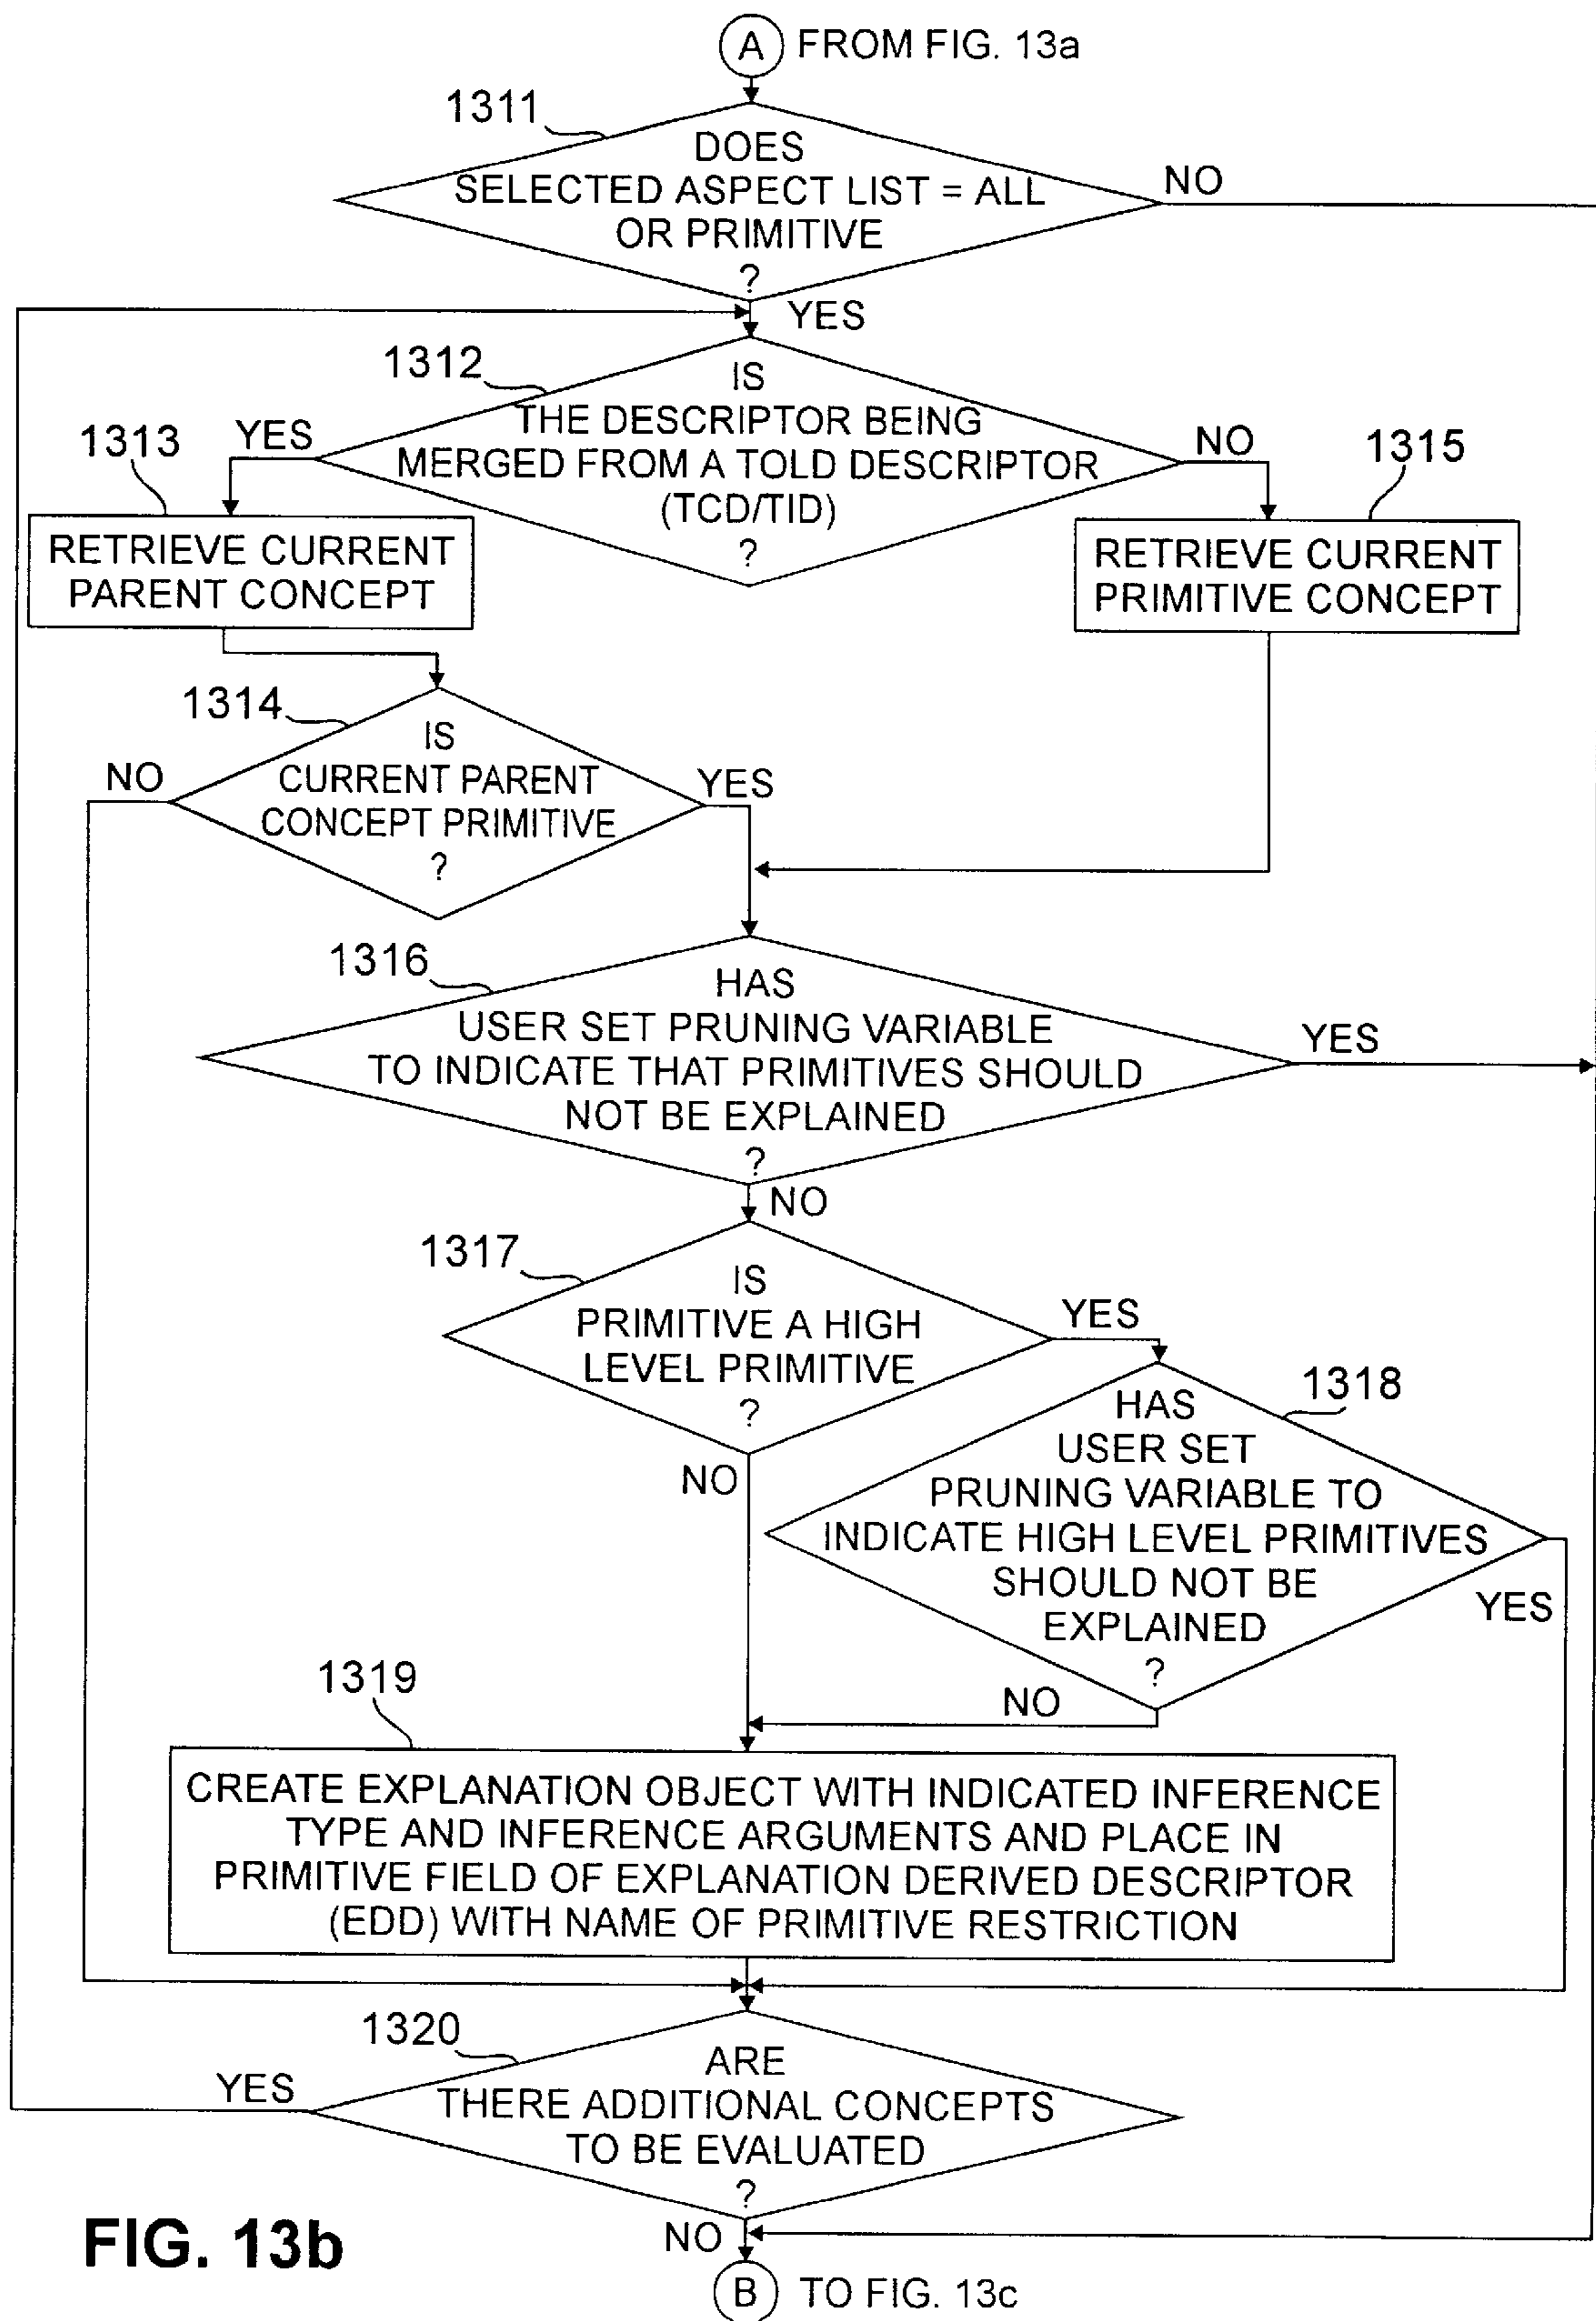 A FROM FIG. 13a
1311
DOES
SELECTED ASPECT LIST = ALL
OR PRIMITIVE
?
NO
YES
1312
IS
THE DESCRIPTOR BEING
MERGED FROM A TOLD DESCRIPTOR
(TCD/TID)
?
YES
NO
1313
RETRIEVE CURRENT
PARENT CONCEPT
1315
RETRIEVE CURRENT
PRIMITIVE CONCEPT
1314
IS
CURRENT PARENT
CONCEPT PRIMITIVE
?
NO
YES
1316
HAS
USER SET PRUNING VARIABLE
TO INDICATE THAT PRIMITIVES SHOULD
NOT BE EXPLAINED
?
YES
NO
1317
IS
PRIMITIVE A HIGH
LEVEL PRIMITIVE
?
YES
NO
1318
HAS
USER SET
PRUNING VARIABLE TO
INDICATE HIGH LEVEL PRIMITIVES
SHOULD NOT BE
EXPLAINED
?
YES
NO
1319
CREATE EXPLANATION OBJECT WITH INDICATED INFERENCE
TYPE AND INFERENCE ARGUMENTS AND PLACE IN
PRIMITIVE FIELD OF EXPLANATION DERIVED DESCRIPTOR
(EDD) WITH NAME OF PRIMITIVE RESTRICTION
1320
ARE
THERE ADDITIONAL CONCEPTS
TO BE EVALUATED
?
YES
NO
FIG. 13b
B TO FIG. 13c